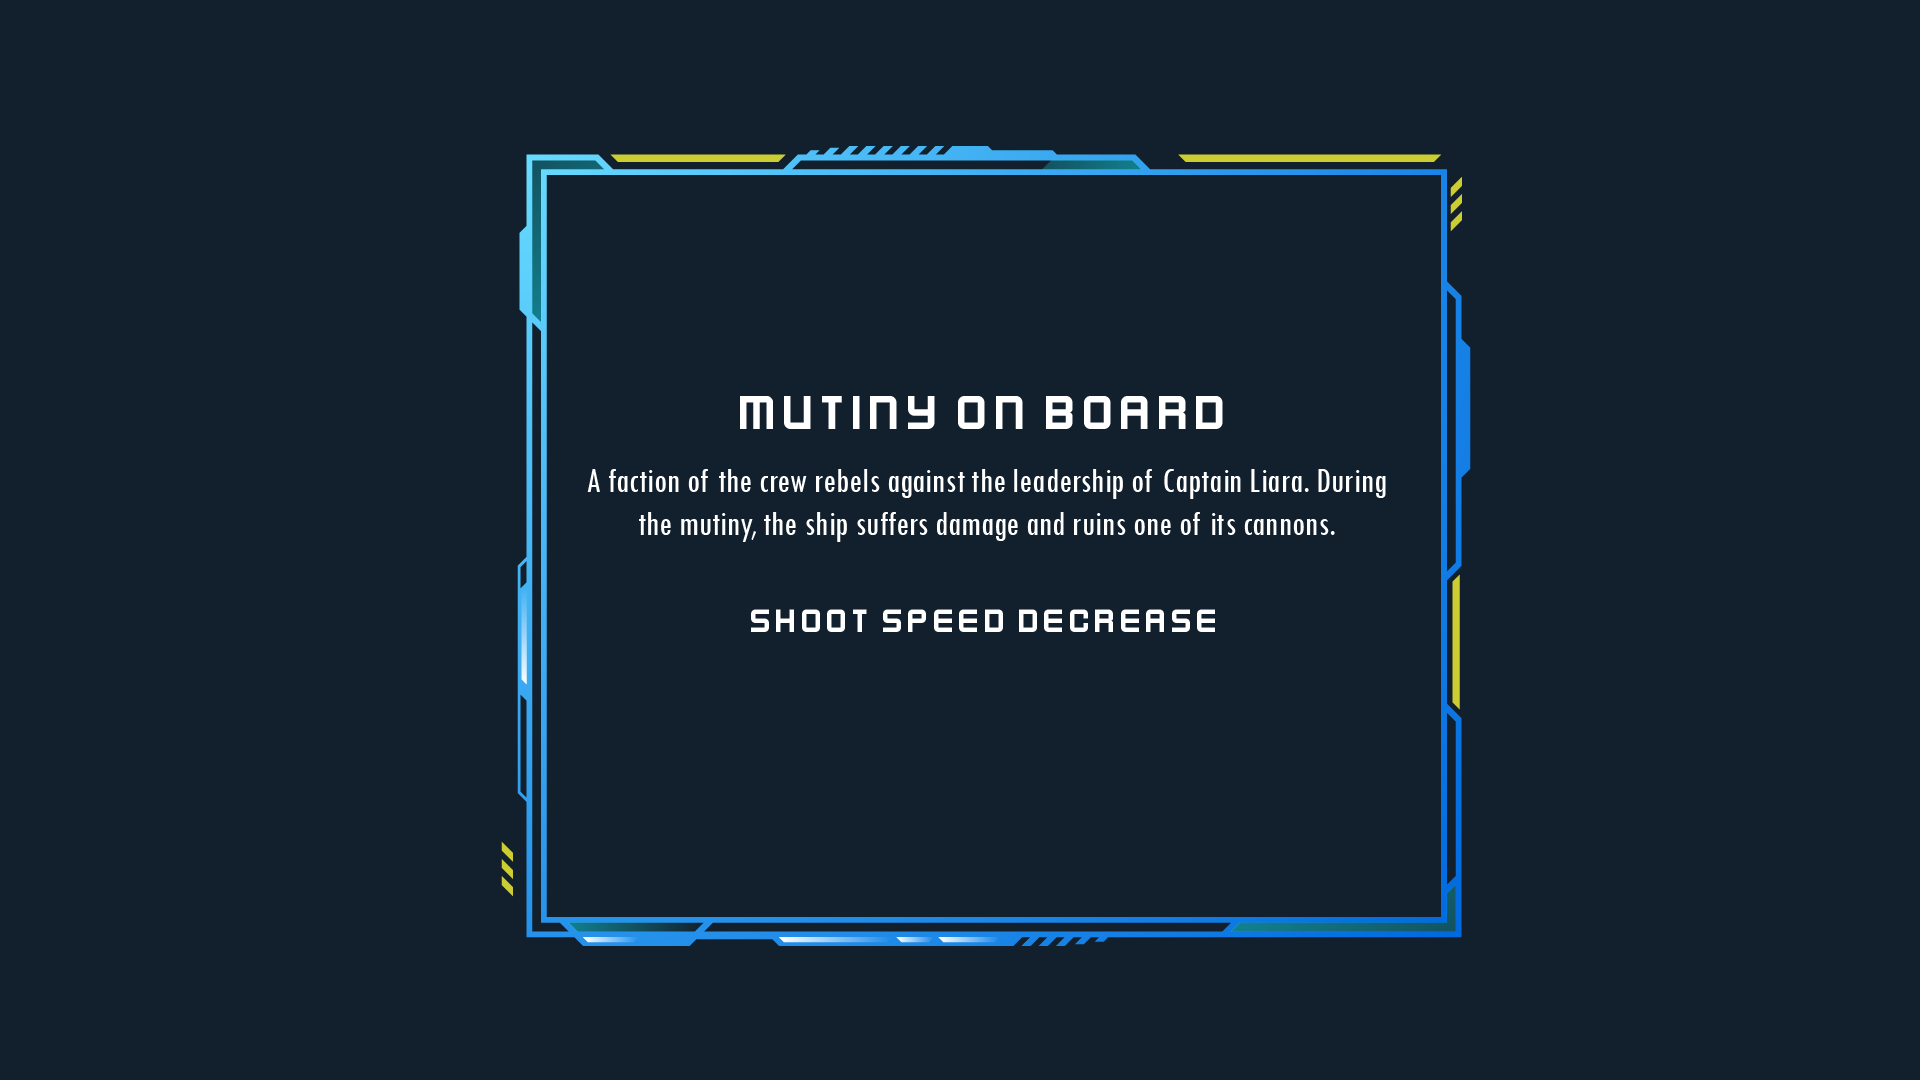 MUTINY ON BOARD
A faction of the crew rebels against the leadership of Captain Liara. During
the mutiny, the ship suffers damage and ruins one of its cannons.
SHOOT SPEED DECREASE